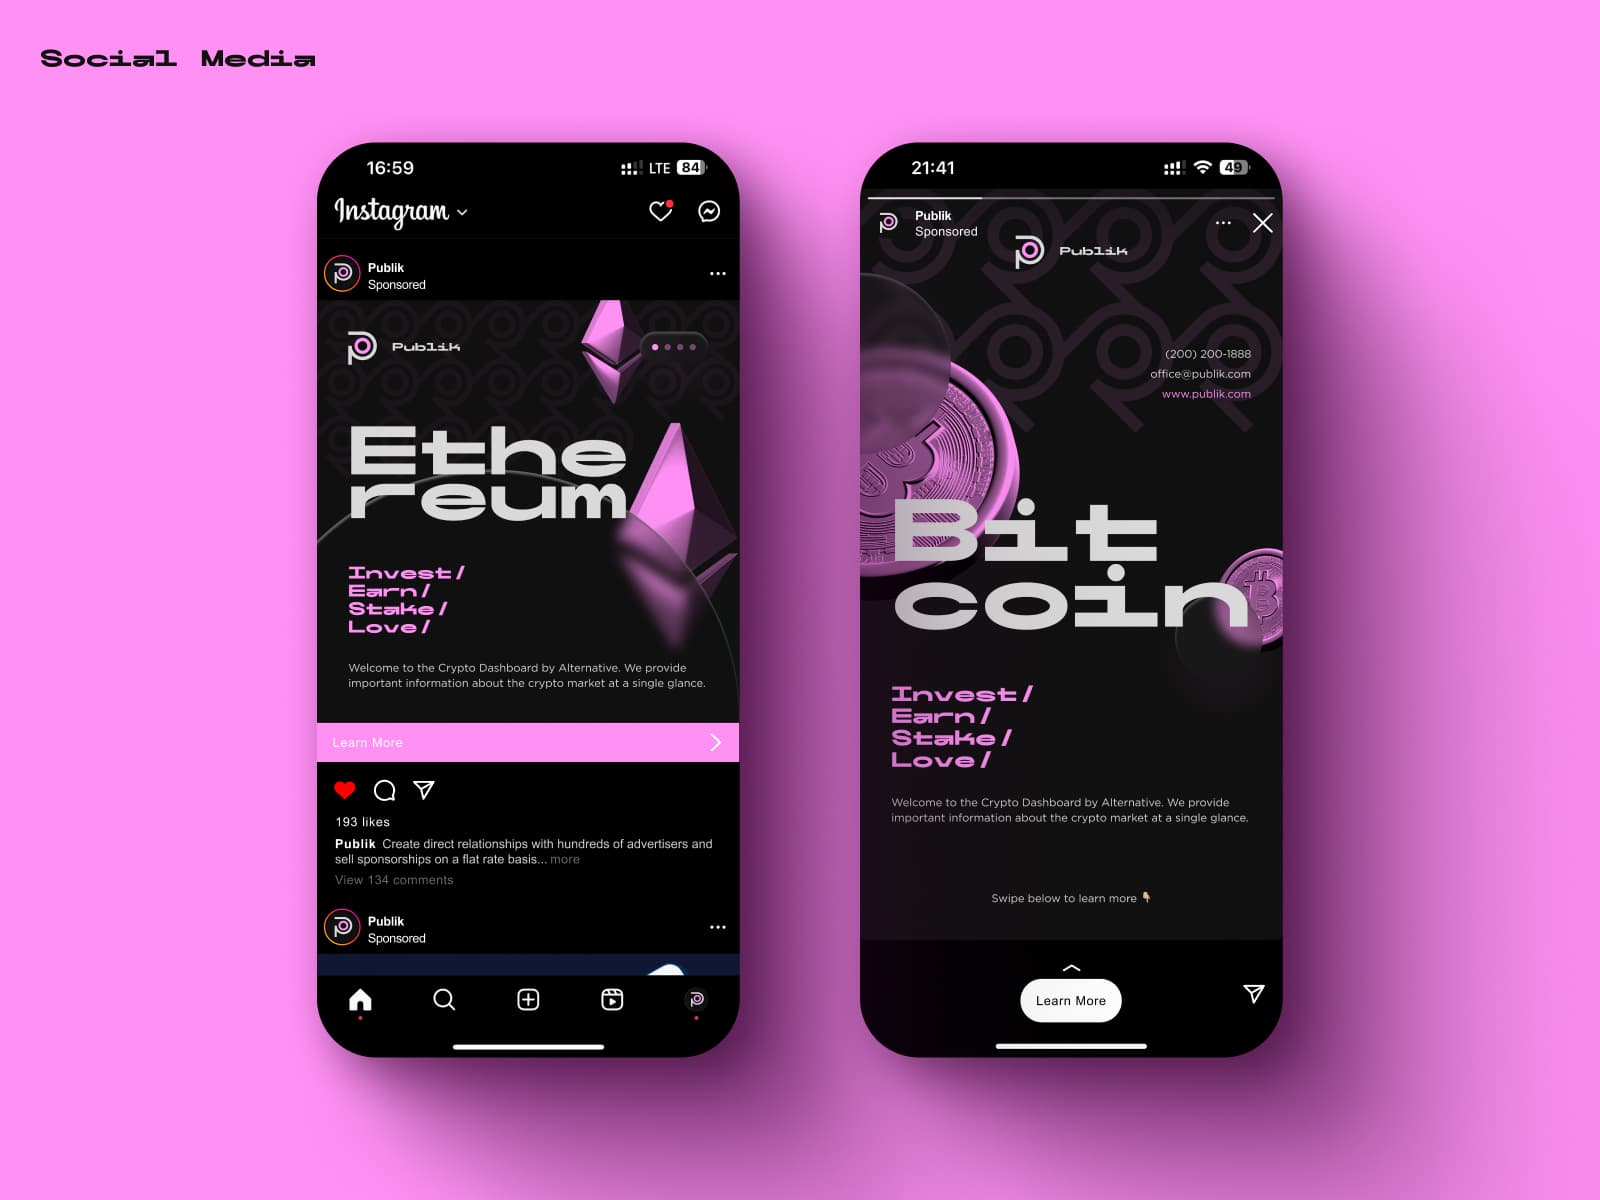 Social Media
16:59
LTE 84
Instagram
Publik
Sponsored
Publik
Ethe
reum
Invest/
Earn/
Stake/
Love/
Welcome to the Crypto Dashboard by Alternative. We provide
important information about the crypto market at a single glance.
Learn More
193 likes
Publik Create direct relationships with hundreds of advertisers and
sell sponsorships on a flat rate basis... more
View 134 comments
Publik
Sponsored
21:41
49
Publik
Sponsored
Publik
(200) 200-1888
office@publik.com
www.publik.com
Bit
coin
Invest/
Earn/
Stake/
Love/
Welcome to the Crypto Dashboard by Alternative. We provide
important information about the crypto market at a single glance.
Swipe below to learn more 👇🏼
Learn More